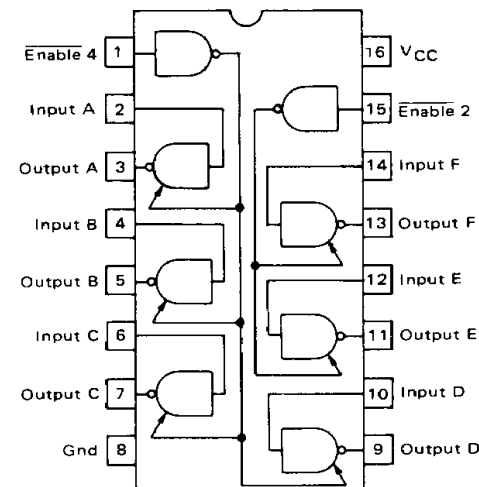 Enable 4 1
Input A 2
Output A 3
Input B 4
Output B 5
Input C 6
Output C 7
Gnd 8
16 VCC
15 Enable 2
14 Input F
13 Output F
12 Input E
11 Output E
10 Input D
9 Output D